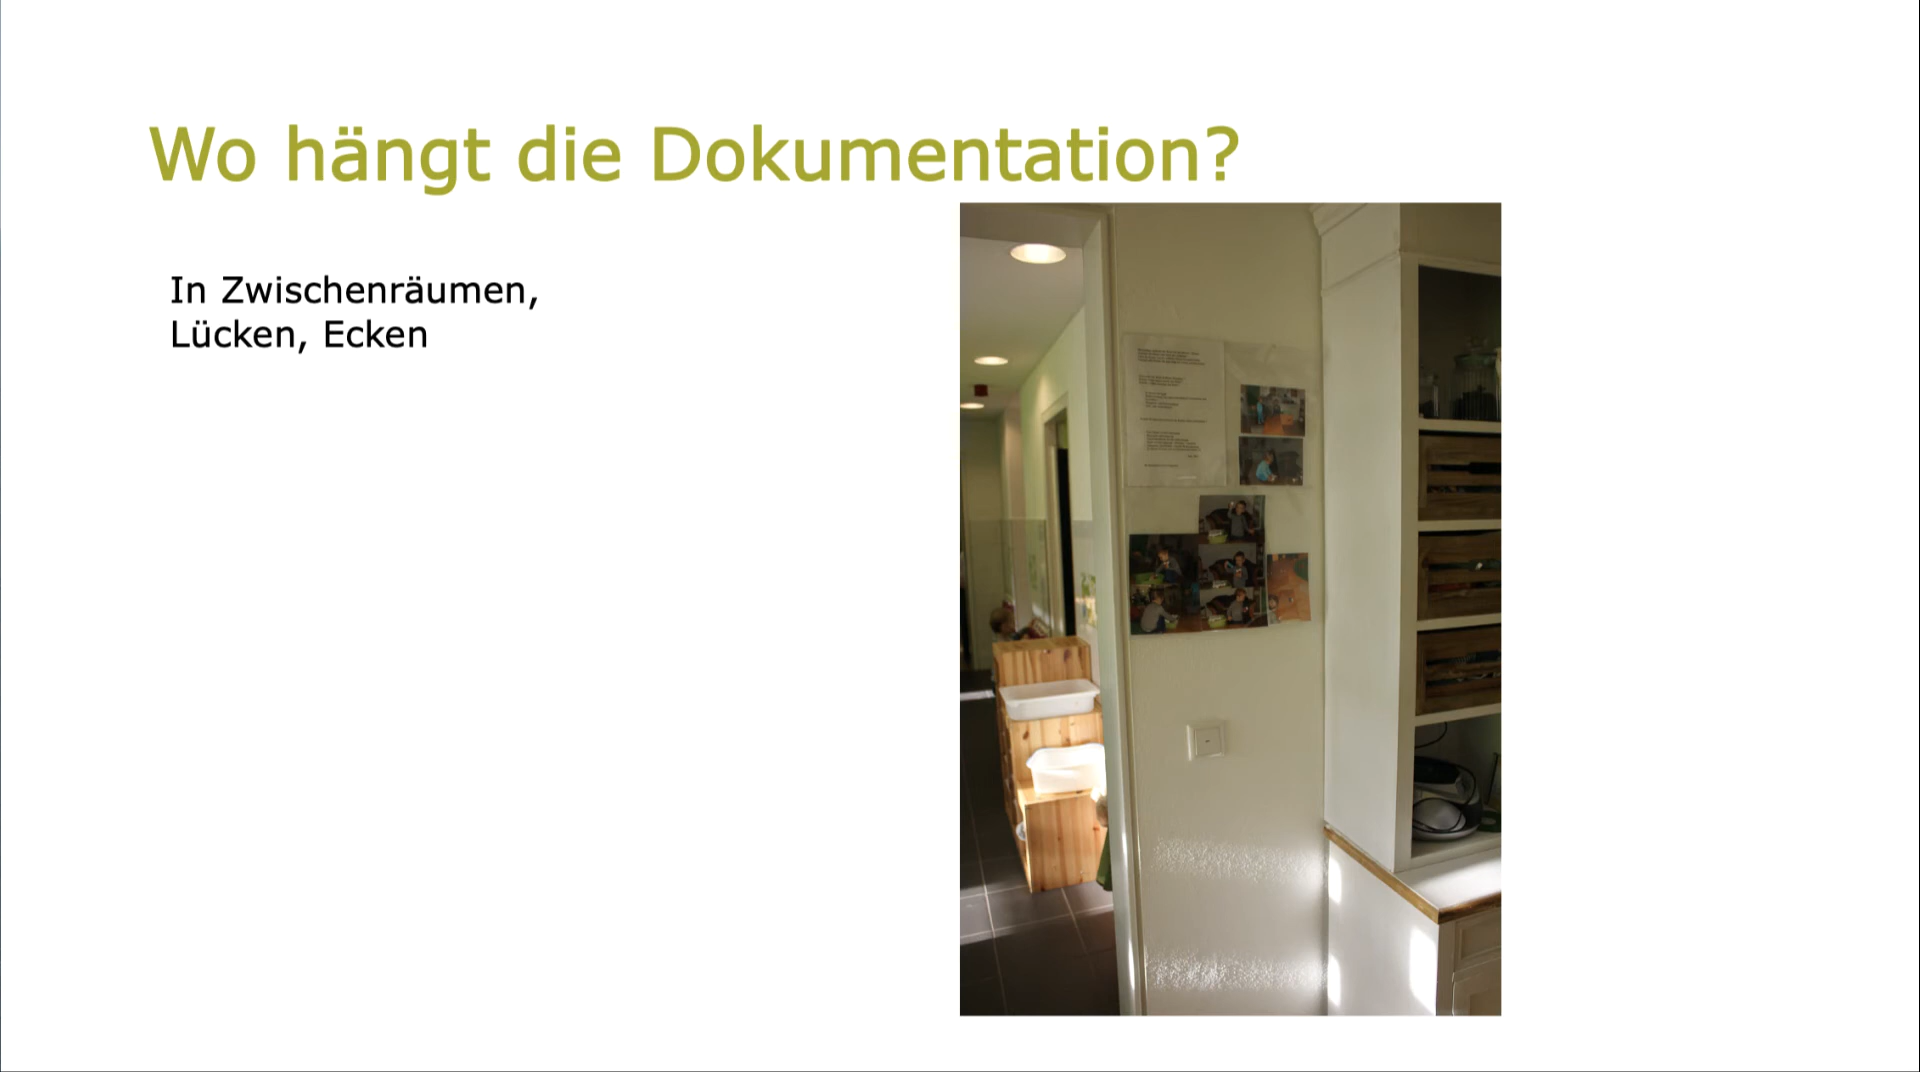 Wo hängt die Dokumentation?
In Zwischenräumen,
Lücken, Ecken